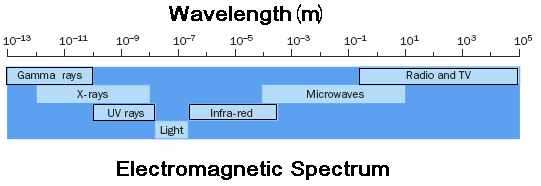 Wavelength (m)
10⁻¹³ 10⁻¹¹ 10⁻⁹ 10⁻⁷ 10⁻⁵ 10⁻³ 10⁻¹ 10¹ 10³ 10⁵
Gamma rays Radio and TV
X-rays Microwaves
UV rays Infra-red
Light
Electromagnetic Spectrum